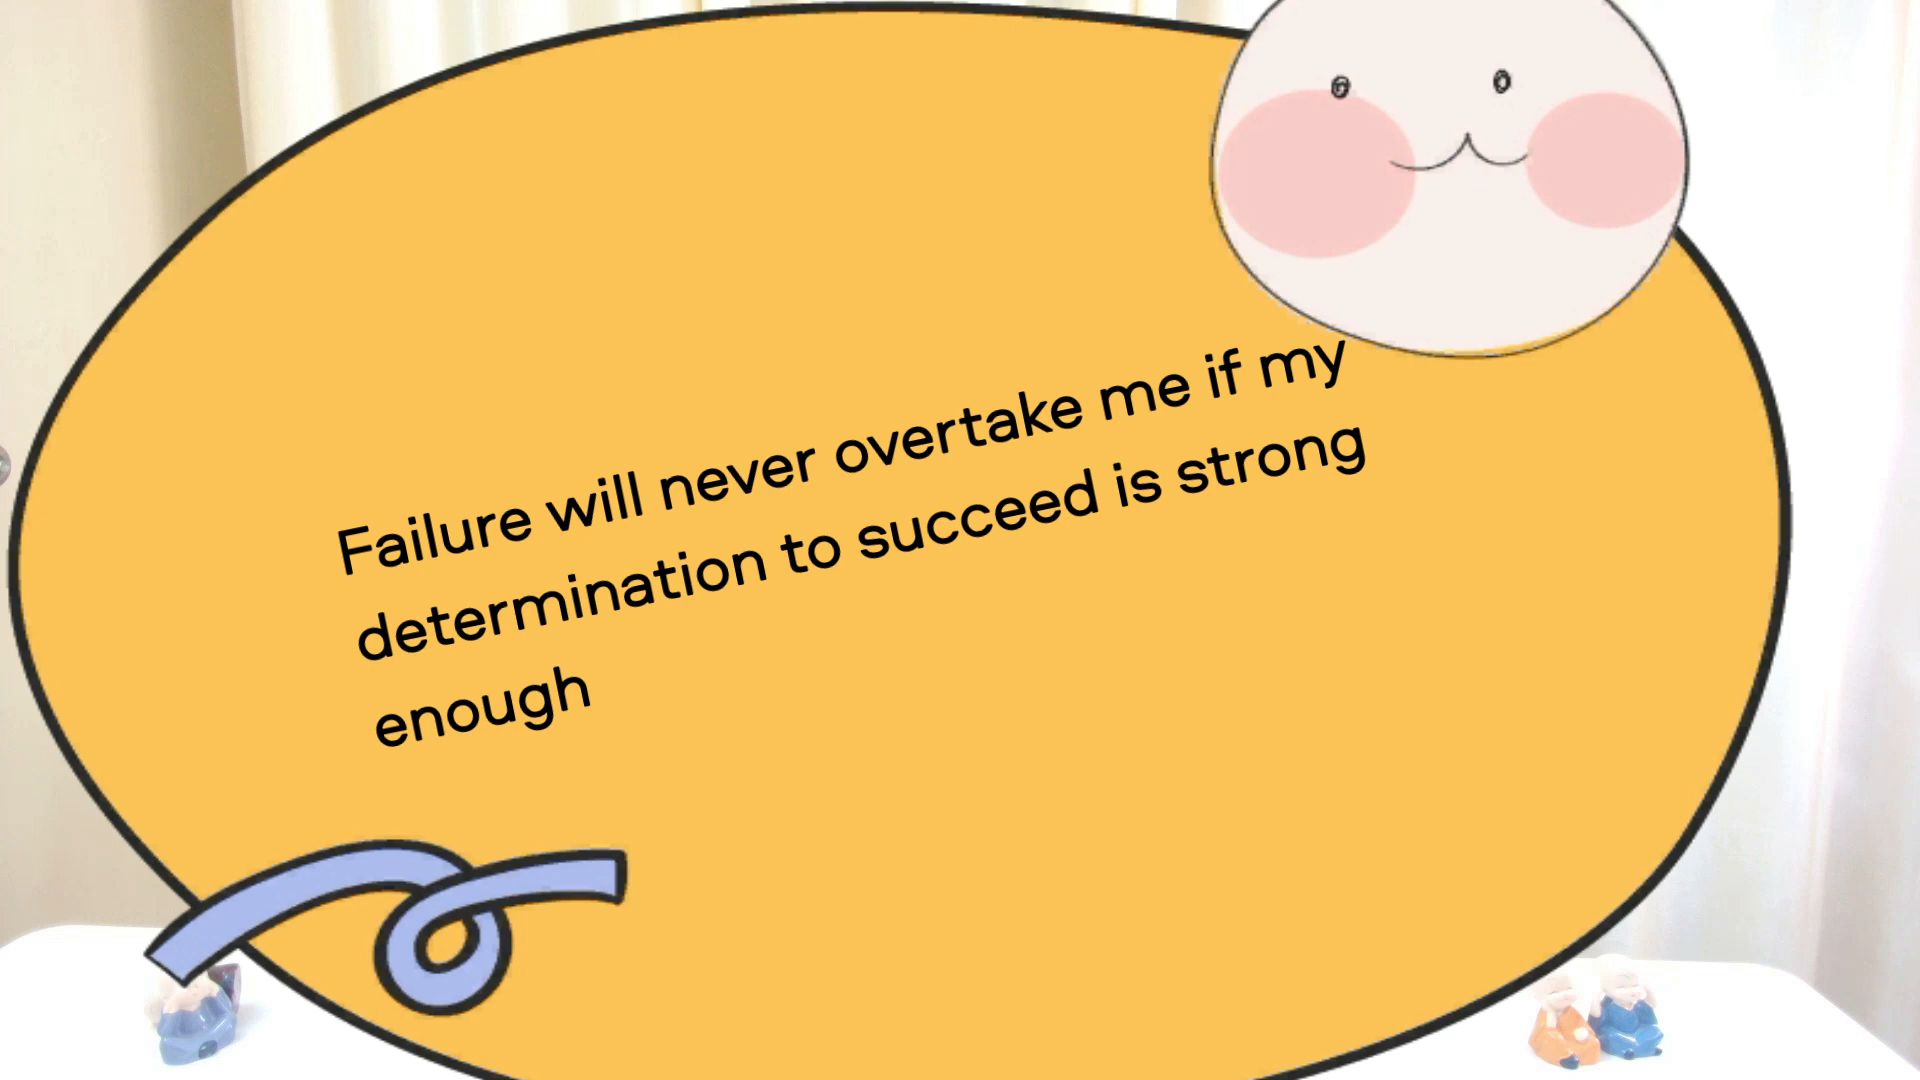 Failure will never overtake me if my
determination to succeed is strong
enough